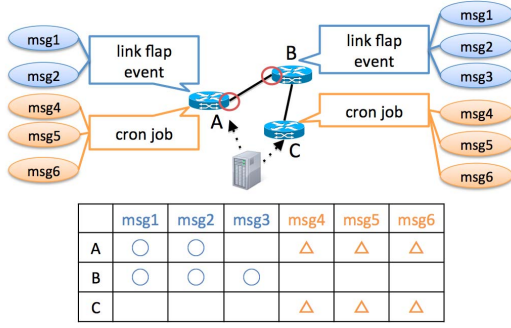 msg1
msg2
link flap
event
B
link flap
event
msg1
msg2
msg3
msg4
msg5
msg6
cron job
A
C
cron job
msg4
msg5
msg6
msg1 msg2 msg3 msg4 msg5 msg6
A ○ ○ △ △ △
B ○ ○ ○
C △ △ △